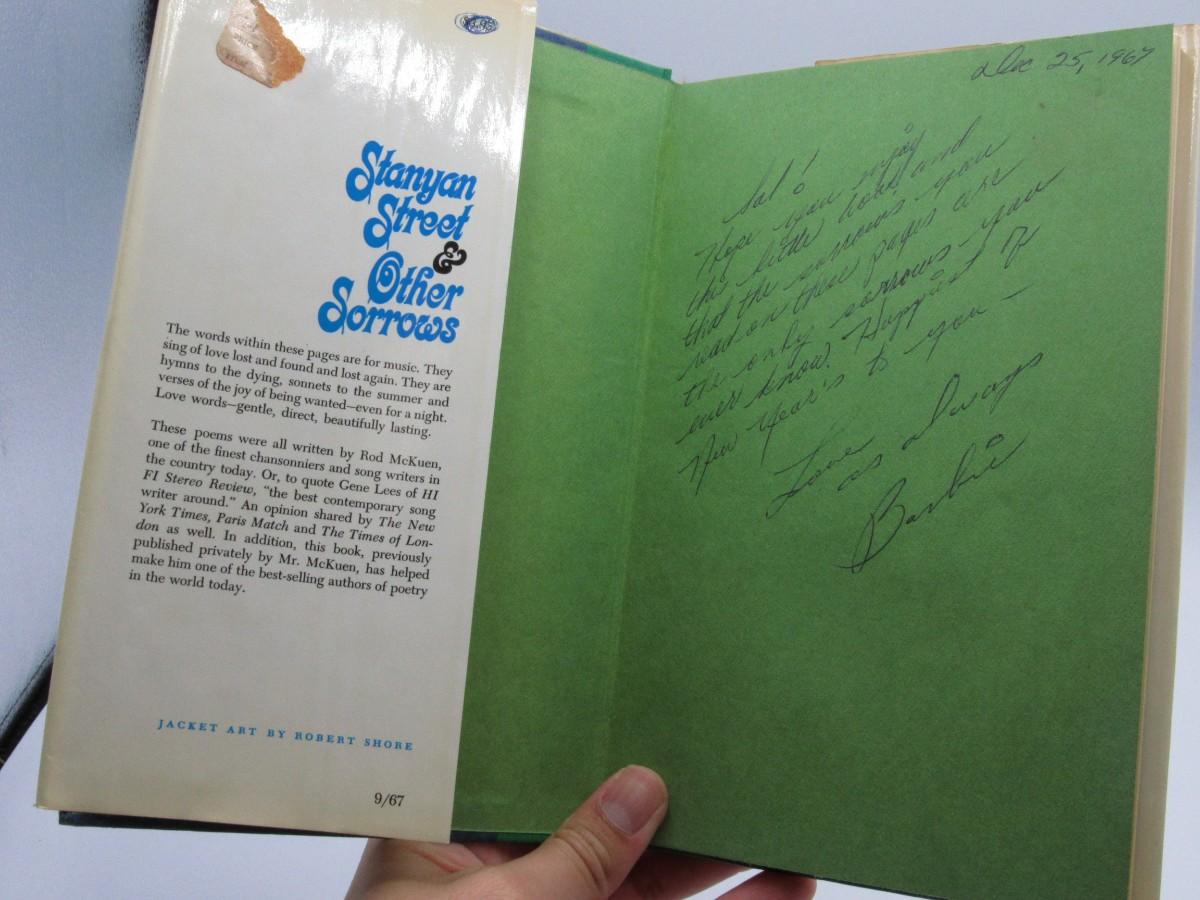 Stanyan
Street
&
Other
Sorrows
The words within these pages are for music. They
sing of love lost and found and lost again. They are
hymns to the dying, sonnets to the summer and
verses of the joy of being wanted—even for a night.
Love words—gentle, direct, beautifully lasting.
These poems were all written by Rod McKuen,
one of the finest chansonniers and song writers in
the country today. Or, to quote Gene Lees of HI
FI Stereo Review, “the best contemporary song
writer around.” An opinion shared by The New
York Times, Paris Match and The Times of Lon-
don as well. In addition, this book, previously
published privately by Mr. McKuen, has helped
make him one of the best-selling authors of poetry
in the world today.
JACKET ART BY ROBERT SHORE
9/67
Dec 25, 1967
Hope you enjoy
this little book and
that the sorrows you
read on these pages are
the only sorrows you
ever know. Happiest of
New Year's to you —
Love
as Always
Barbie